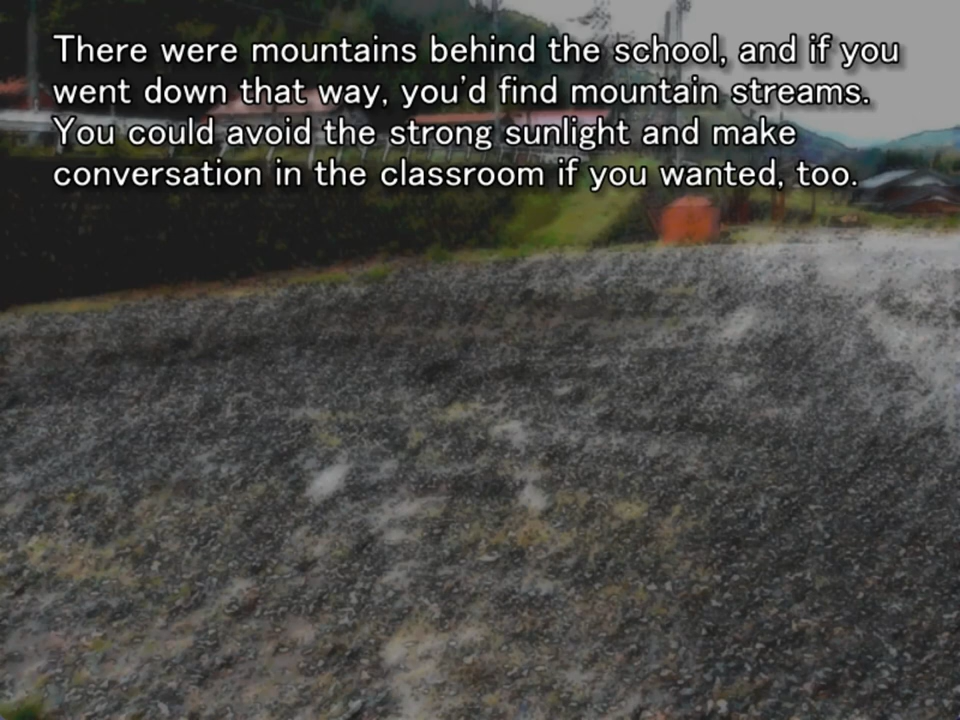 There were mountains behind the school, and if you
went down that way, you'd find mountain streams.
You could avoid the strong sunlight and make
conversation in the classroom if you wanted, too.